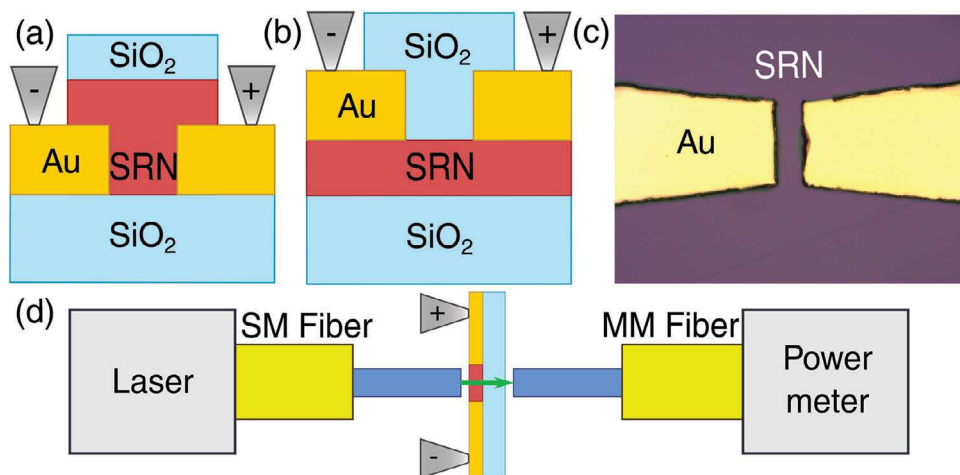 (a)
SiO₂
-
+
Au
SRN
SiO₂
(b)
-
+
SiO₂
Au
SRN
SiO₂
(c)
SRN
Au
(d)
Laser
SM Fiber
+
-
MM Fiber
Power
meter